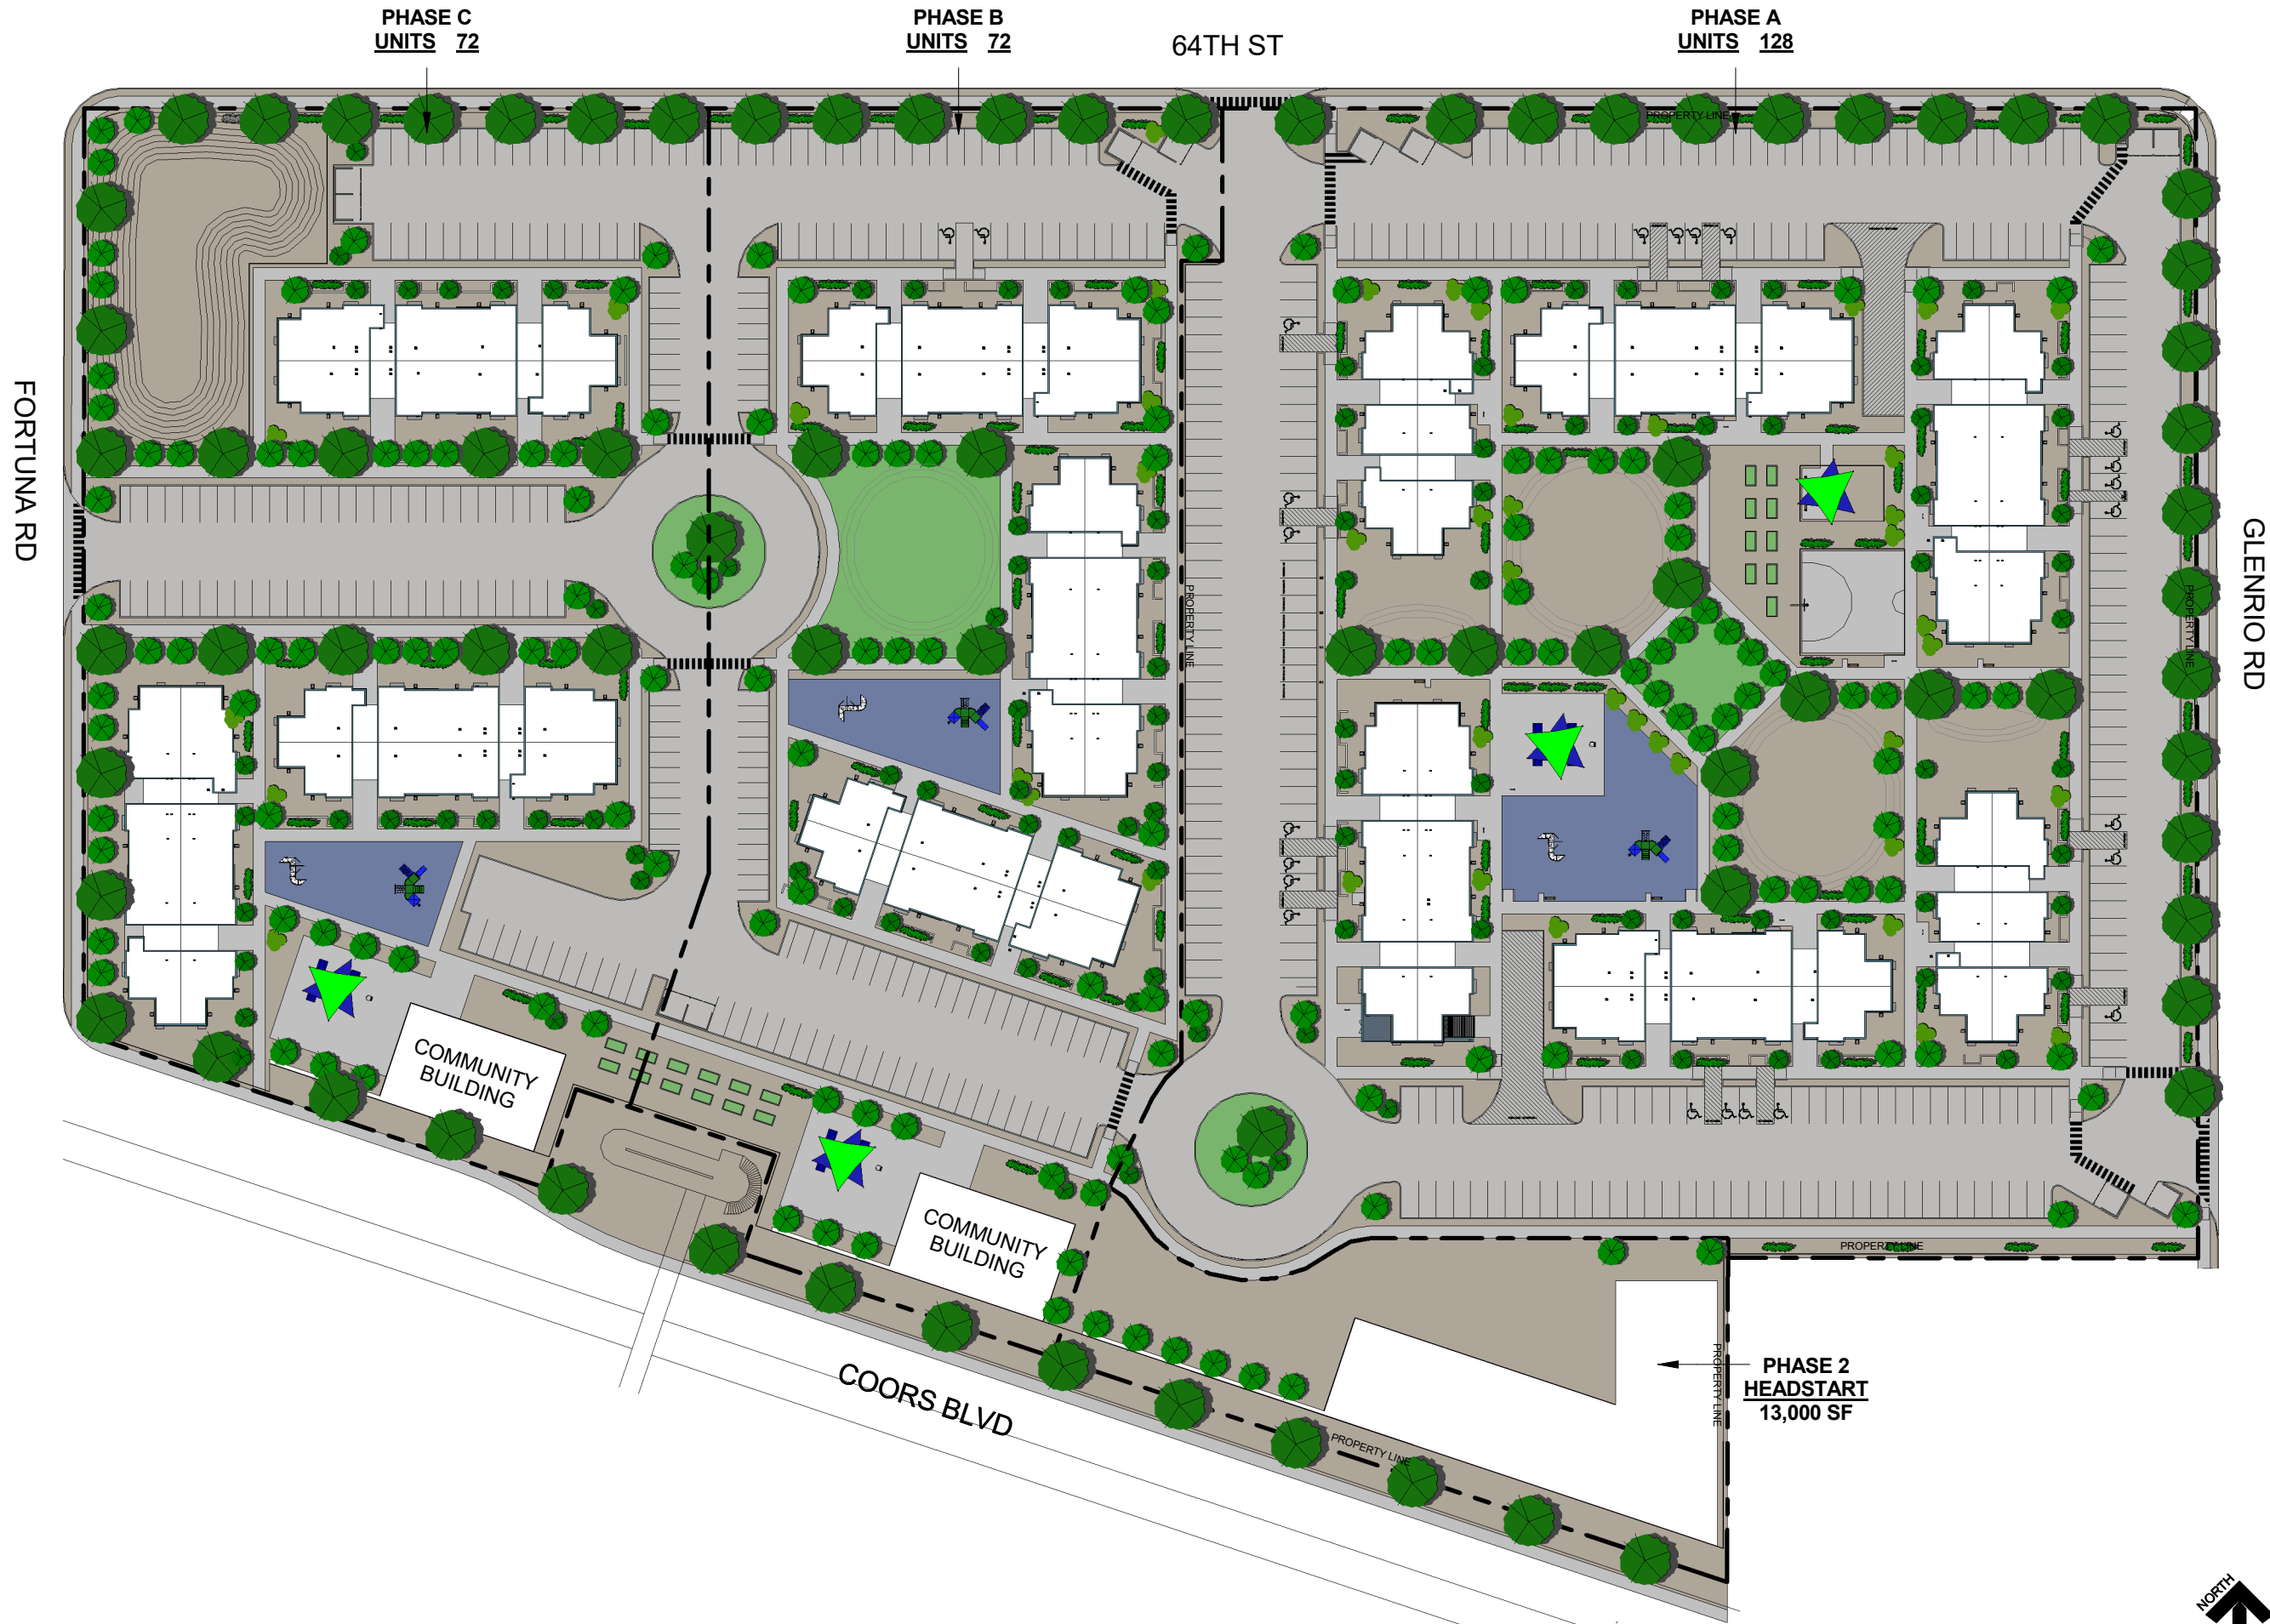 PHASE C
UNITS 72
PHASE B
UNITS 72
64TH ST
PHASE A
UNITS 128
PROPERTY LINE
FORTUNA RD
GLENRIO RD
PROPERTY LINE
PROPERTY LINE
COMMUNITY
BUILDING
COMMUNITY
BUILDING
PROPERTY LINE
COORS BLVD
PROPERTY LINE
PROPERTY LINE
PHASE 2
HEADSTART
13,000 SF
NORTH